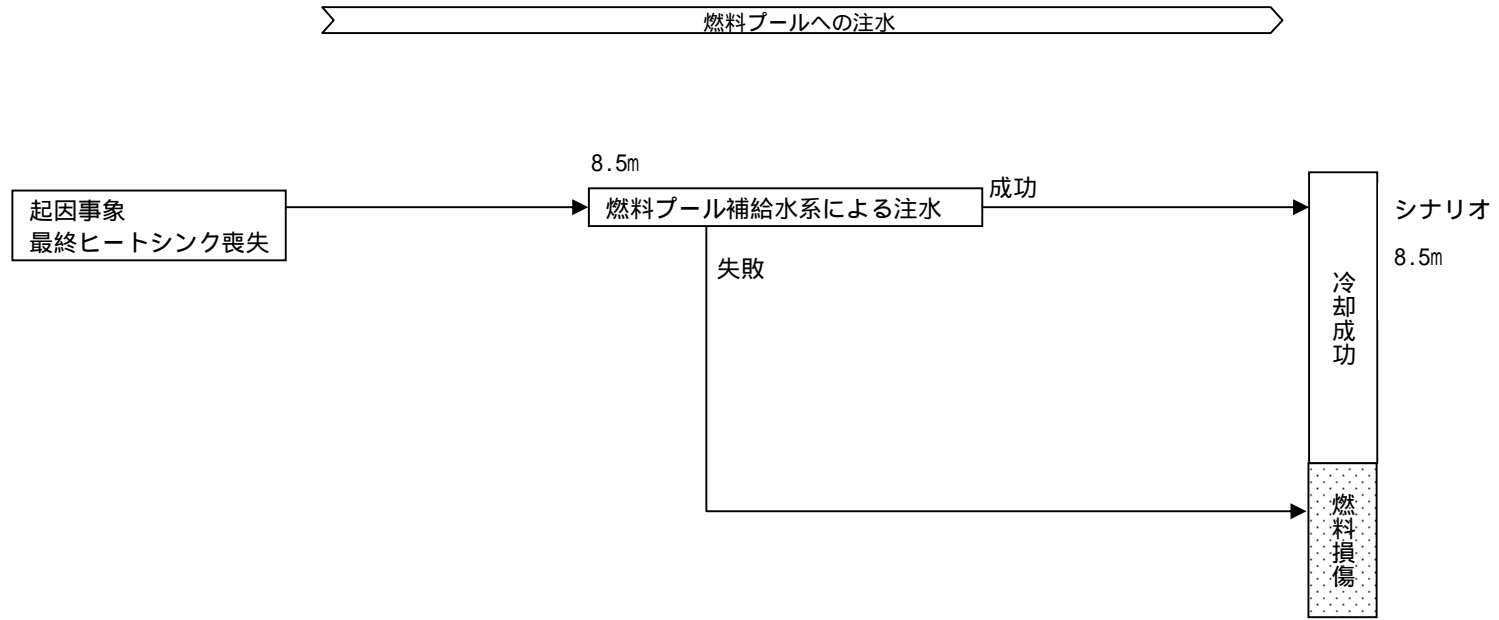 燃料プールへの注水
8.5m
起因事象
最終ヒートシンク喪失
燃料プール補給水系による注水
成功
失敗
シナリオ
8.5m
冷却成功
燃料損傷